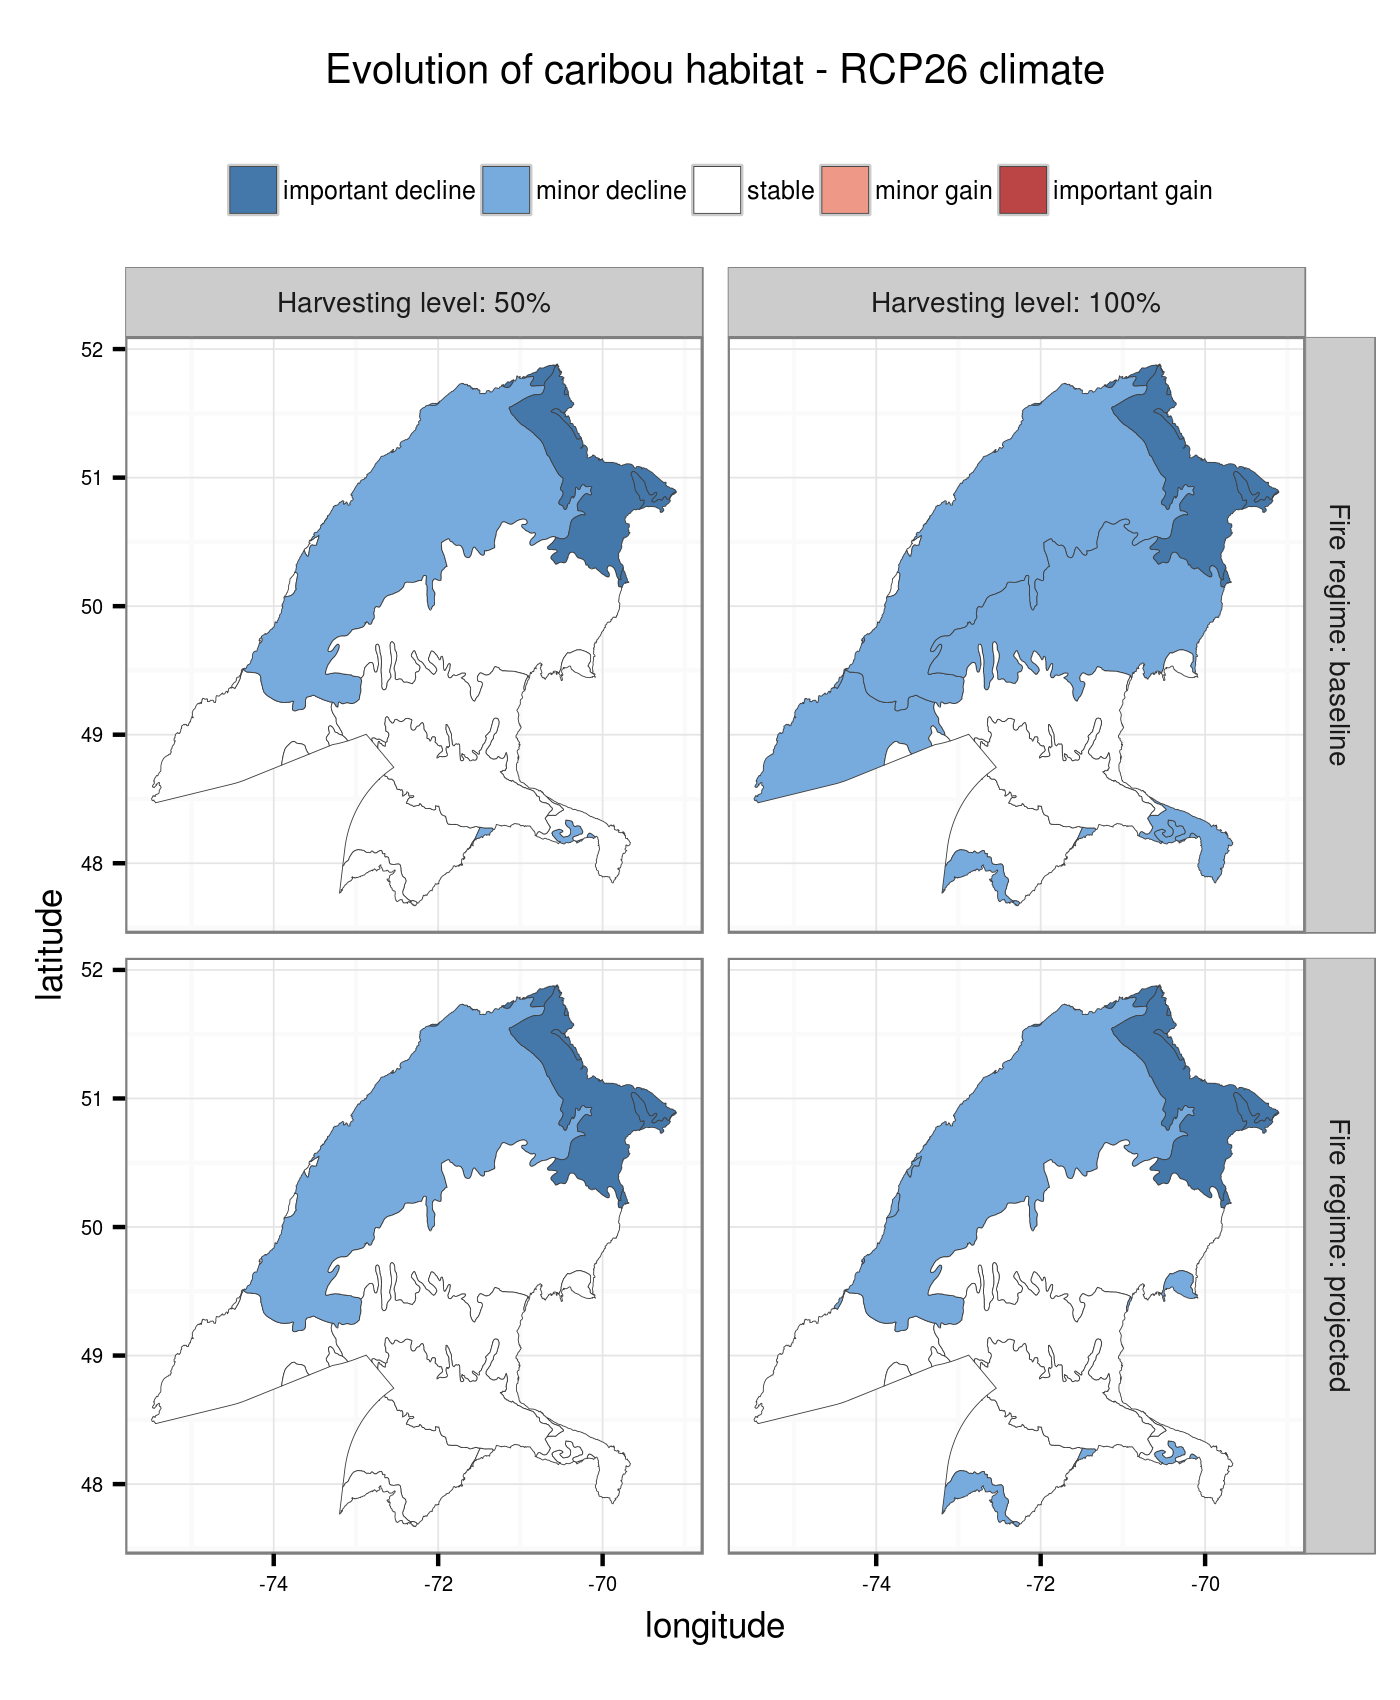 Evolution of caribou habitat - RCP26 climate
important decline minor decline stable minor gain important gain
Harvesting level: 50% Harvesting level: 100%
52
51
50
49
48
Fire regime: baseline
latitude
52
51
50
49
48
Fire regime: projected
-74 -72 -70 -74 -72 -70
longitude